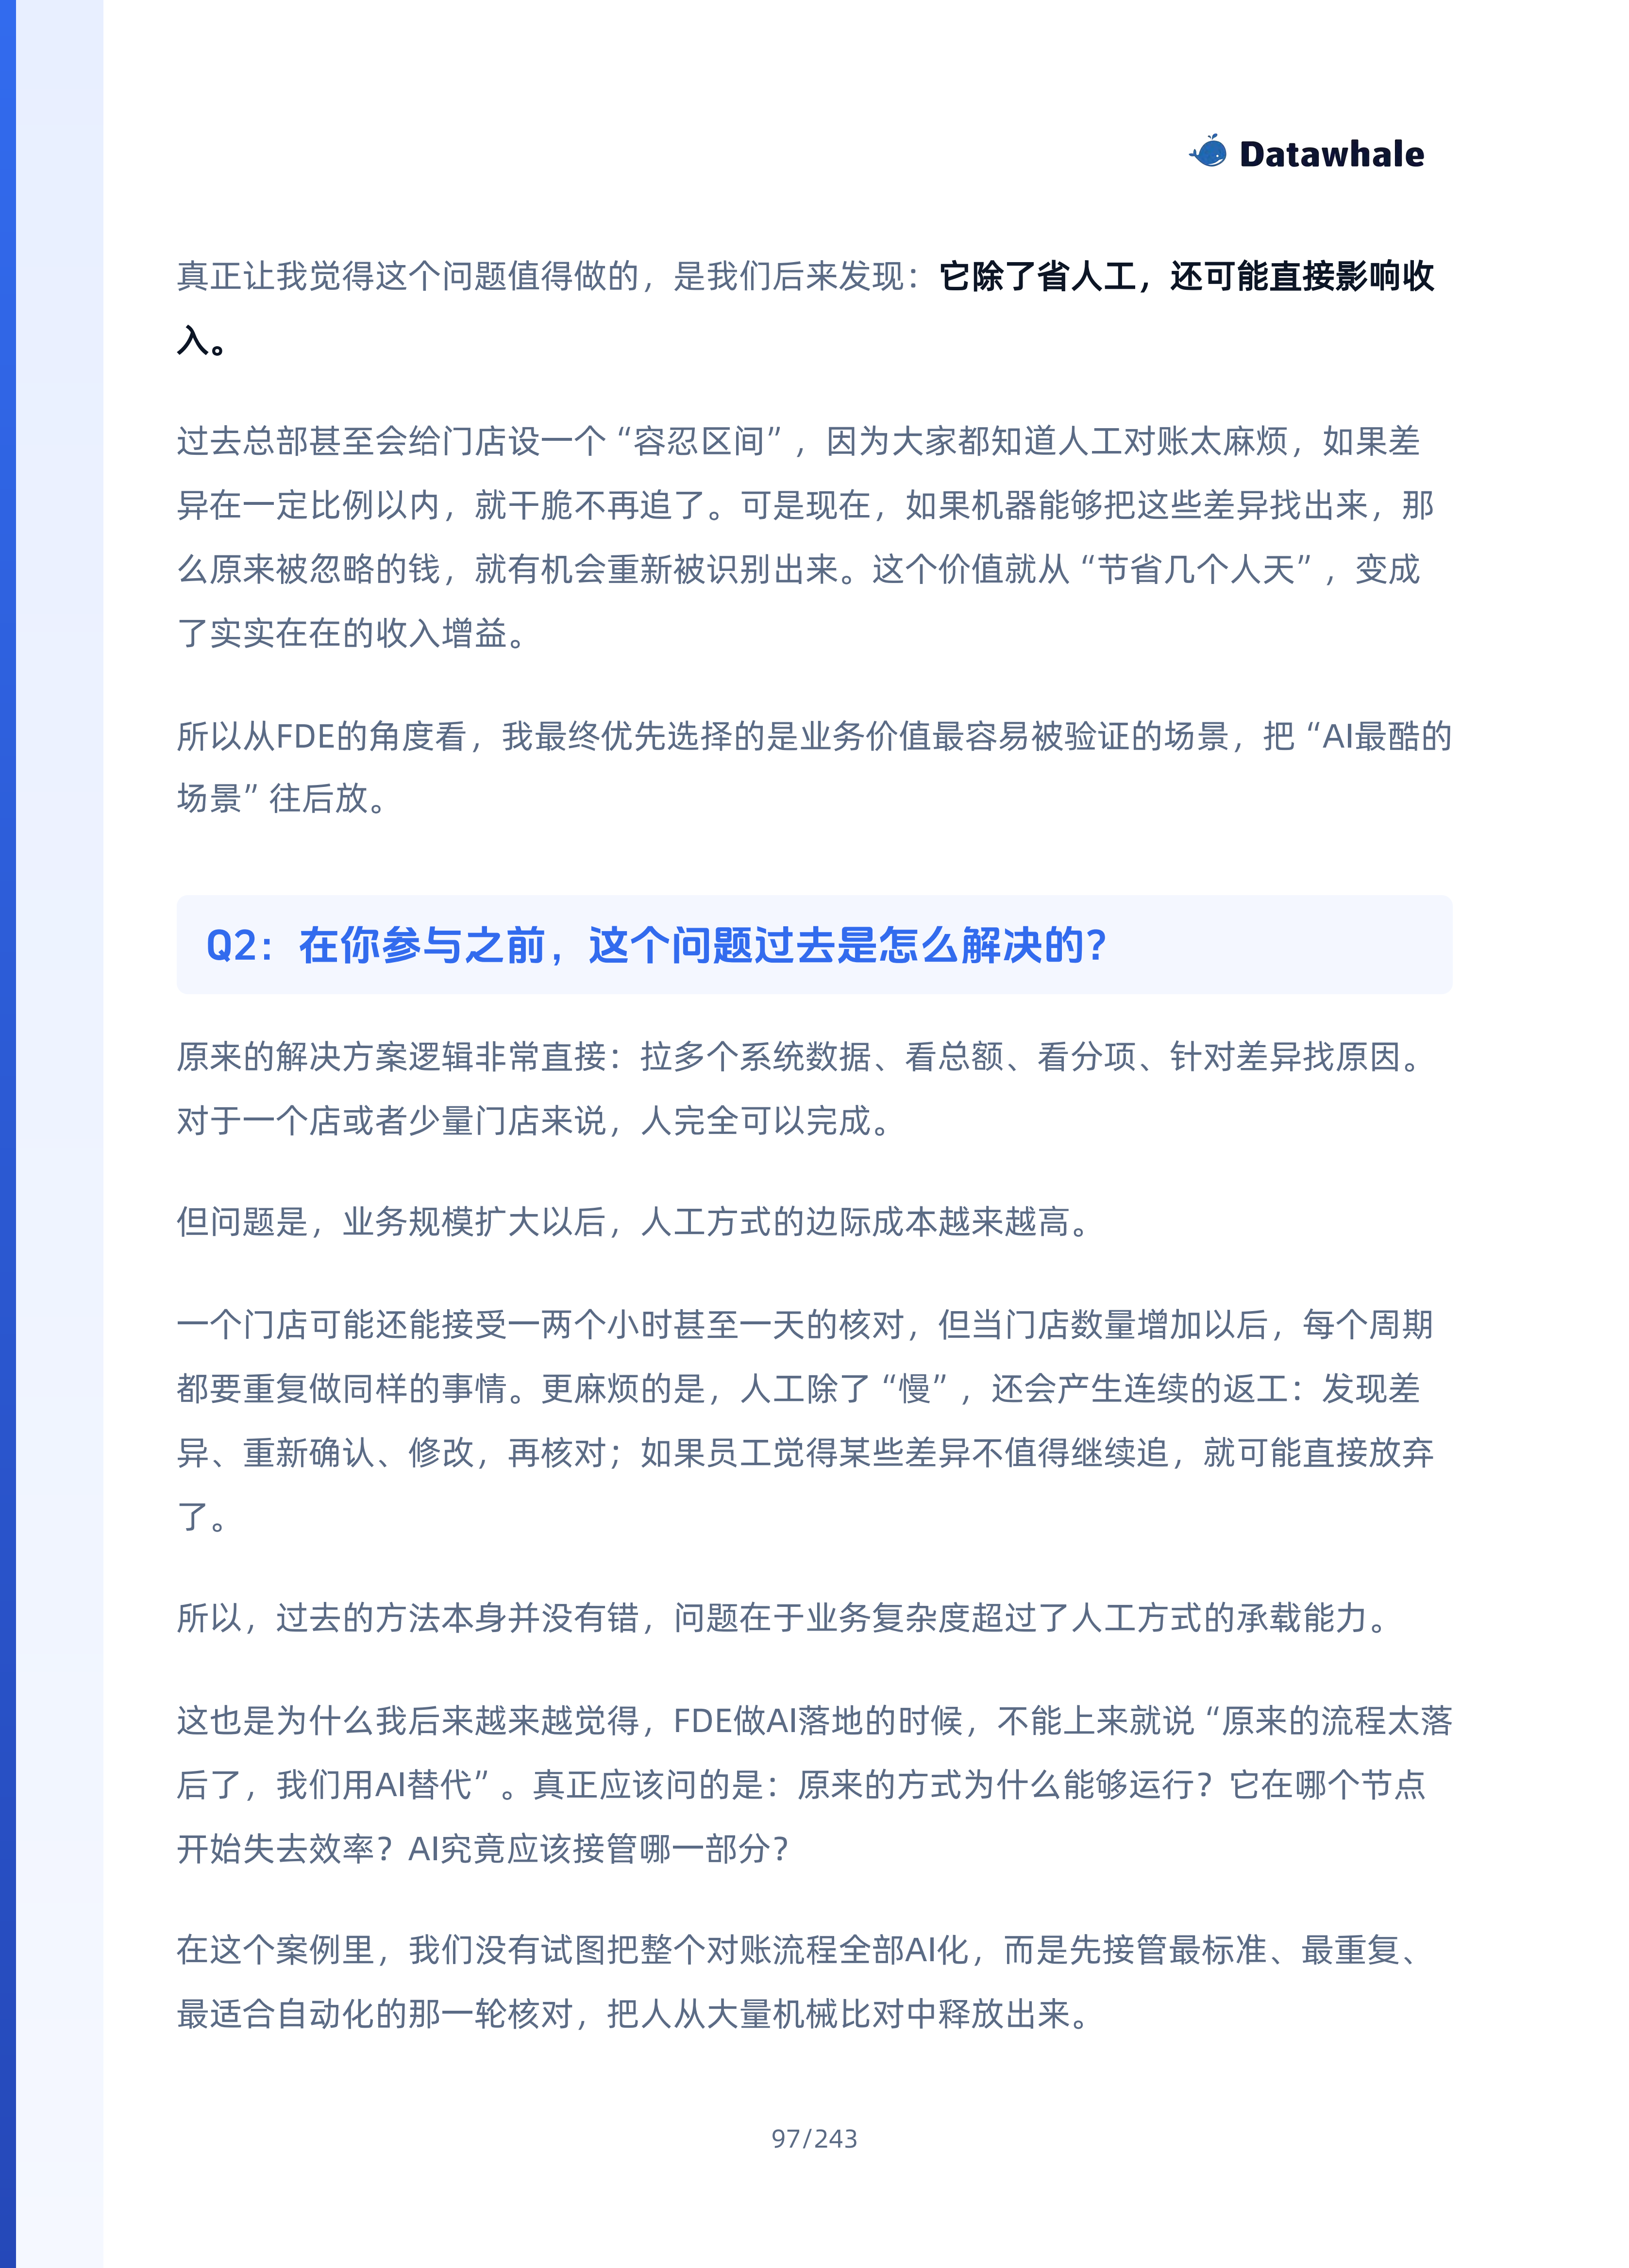 Datawhale
真正让我觉得这个问题值得做的，是我们后来发现：它除了省人工，还可能直接影响收
入。
过去总部甚至会给门店设一个“容忍区间”，因为大家都知道人工对账太麻烦，如果差
异在一定比例以内，就干脆不再追了。可是现在，如果机器能够把这些差异找出来，那
么原来被忽略的钱，就有机会重新被识别出来。这个价值就从“节省几个人天”，变成
了实实在在的收入增益。
所以从FDE的角度看，我最终优先选择的是业务价值最容易被验证的场景，把“AI最酷的
场景”往后放。
Q2：在你参与之前，这个问题过去是怎么解决的？
原来的解决方案逻辑非常直接：拉多个系统数据、看总额、看分项、针对差异找原因。
对于一个店或者少量门店来说，人完全可以完成。
但问题是，业务规模扩大以后，人工方式的边际成本越来越高。
一个门店可能还能接受一两个小时甚至一天的核对，但当门店数量增加以后，每个周期
都要重复做同样的事情。更麻烦的是，人工除了“慢”，还会产生连续的返工：发现差
异、重新确认、修改，再核对；如果员工觉得某些差异不值得继续追，就可能直接放弃
了。
所以，过去的方法本身并没有错，问题在于业务复杂度超过了人工方式的承载能力。
这也是为什么我后来越来越觉得，FDE做AI落地的时候，不能上来就说“原来的流程太落
后了，我们用AI替代”。真正应该问的是：原来的方式为什么能够运行？它在哪个节点
开始失去效率？AI究竟应该接管哪一部分？
在这个案例里，我们没有试图把整个对账流程全部AI化，而是先接管最标准、最重复、
最适合自动化的那一轮核对，把人从大量机械比对中释放出来。
97/243